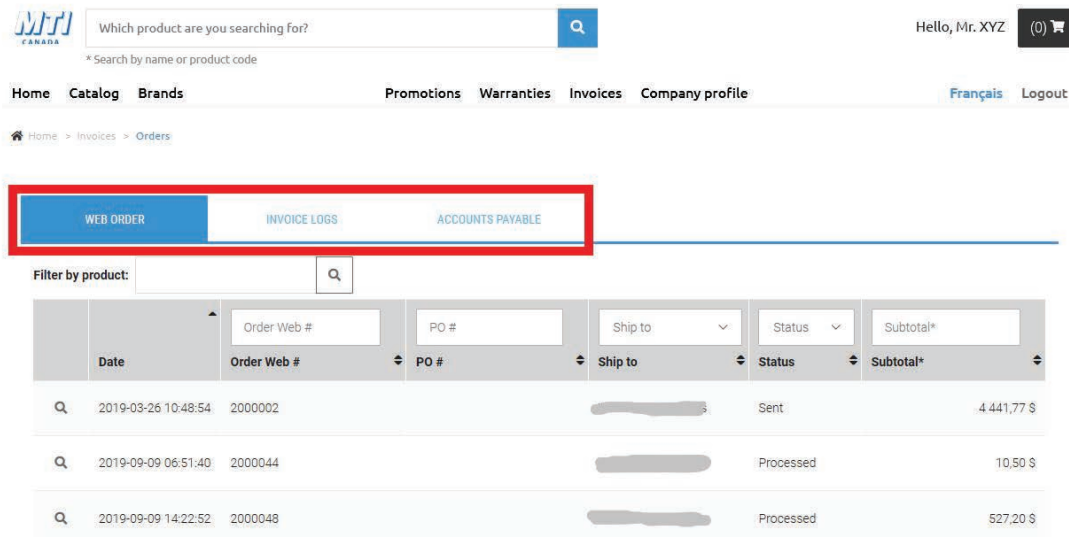 MTI
CANADA
Which product are you searching for?
Hello, Mr. XYZ
(0)
* Search by name or product code
Home Catalog Brands Promotions Warranties Invoices Company profile Français Logout
Home > Invoices > Orders
WEB ORDER INVOICE LOGS ACCOUNTS PAYABLE
Filter by product:
Order Web # PO # Ship to Status Subtotal*
Date Order Web # PO # Ship to Status Subtotal*
2019-03-26 10:48:54 2000002 Sent 4 441,77 $
2019-09-09 06:51:40 2000044 Processed 10,50 $
2019-09-09 14:22:52 2000048 Processed 527,20 $